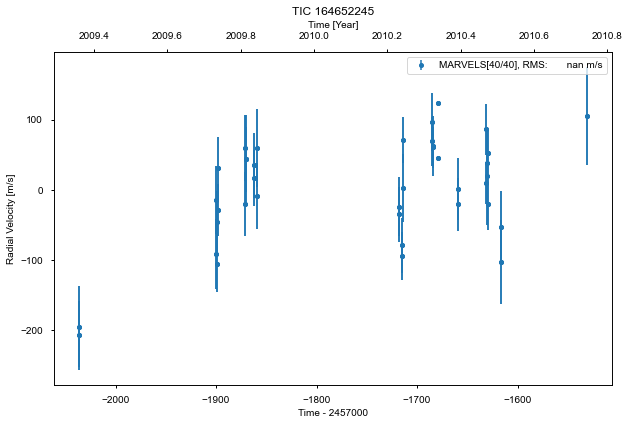 TIC 164652245
Time [Year]
2009.4 2009.6 2009.8 2010.0 2010.2 2010.4 2010.6 2010.8
MARVELS[40/40], RMS: nan m/s
100
0
−100
−200
Radial Velocity [m/s]
−2000 −1900 −1800 −1700 −1600
Time - 2457000